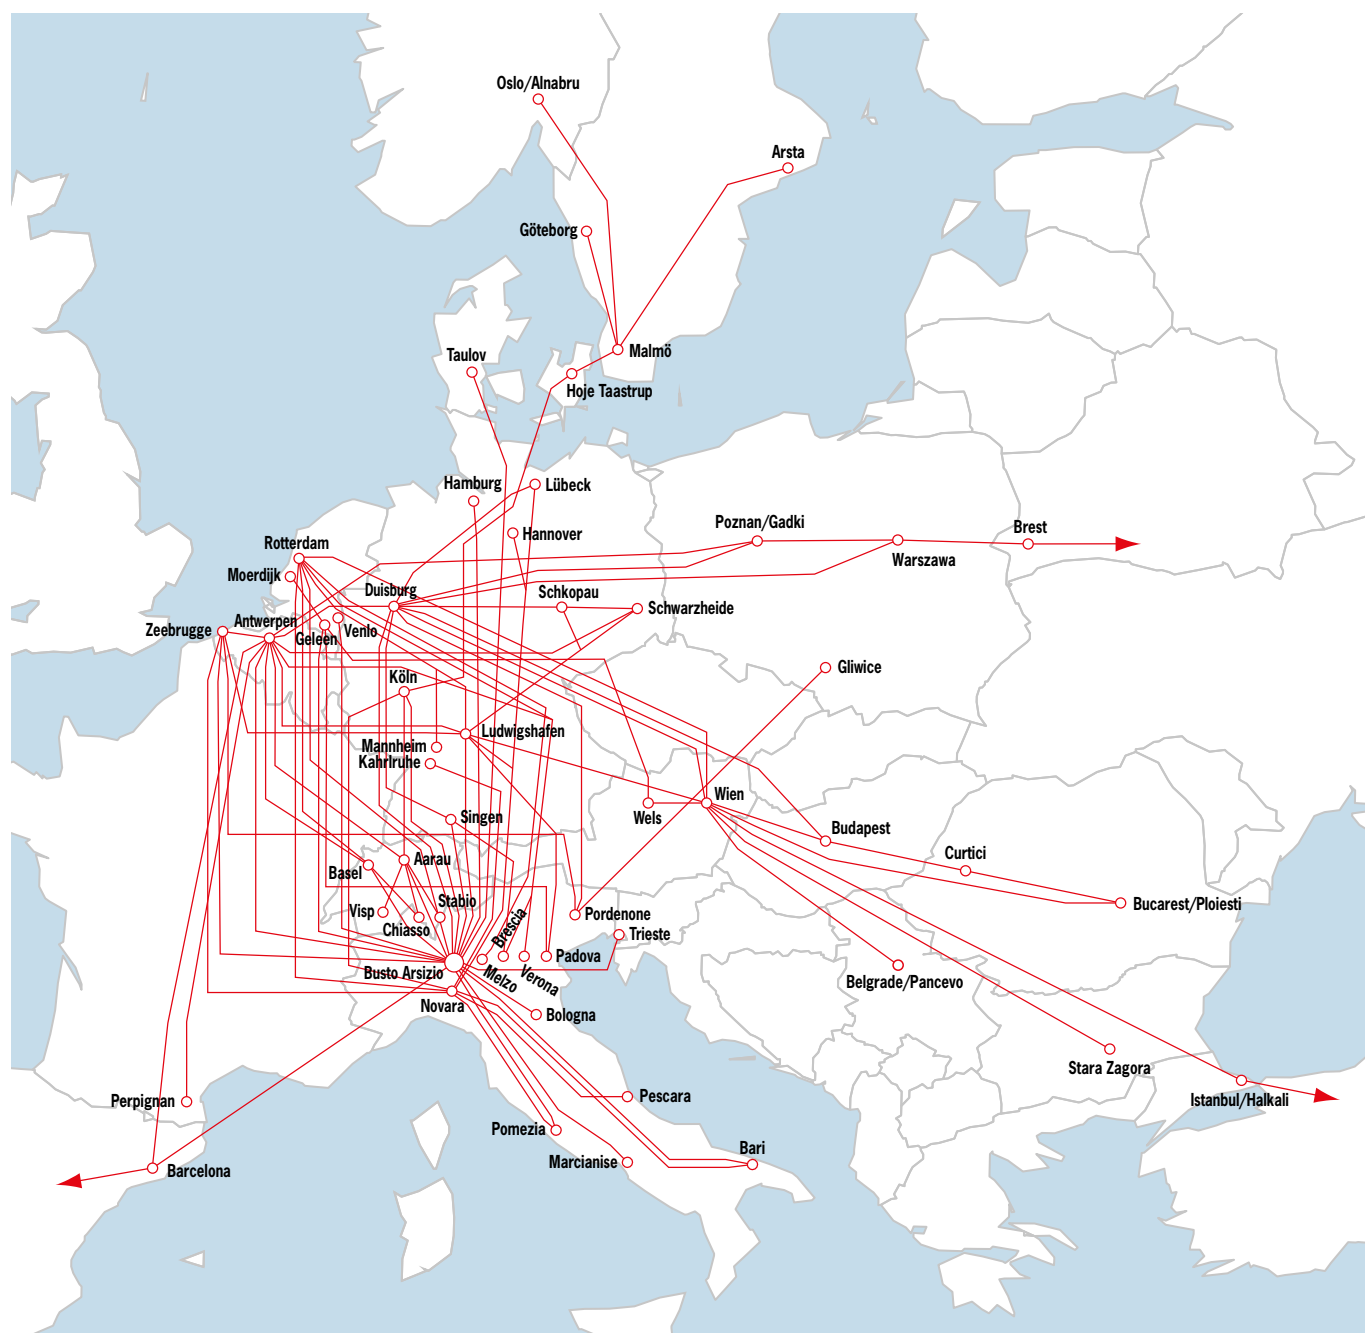 Oslo/Alnabru
Arsta
Göteborg
Malmö
Taulov
Hoje Taastrup
Hamburg
Lübeck
Hannover
Poznan/Gadki
Brest
Warszawa
Rotterdam
Moerdijk
Duisburg
Schkopau
Schwarzheide
Zeebrugge
Antwerpen
Geleen
Venlo
Gliwice
Köln
Ludwigshafen
Mannheim
Kahrlruhe
Wien
Wels
Singen
Budapest
Curtici
Basel
Aarau
Bucarest/Ploiesti
Visp
Chiasso
Stabio
Brescia
Pordenone
Trieste
Busto Arsizio
Melzo
Verona
Padova
Belgrade/Pancevo
Novara
Bologna
Stara Zagora
Perpignan
Pescara
Istanbul/Halkali
Pomezia
Bari
Marcianise
Barcelona